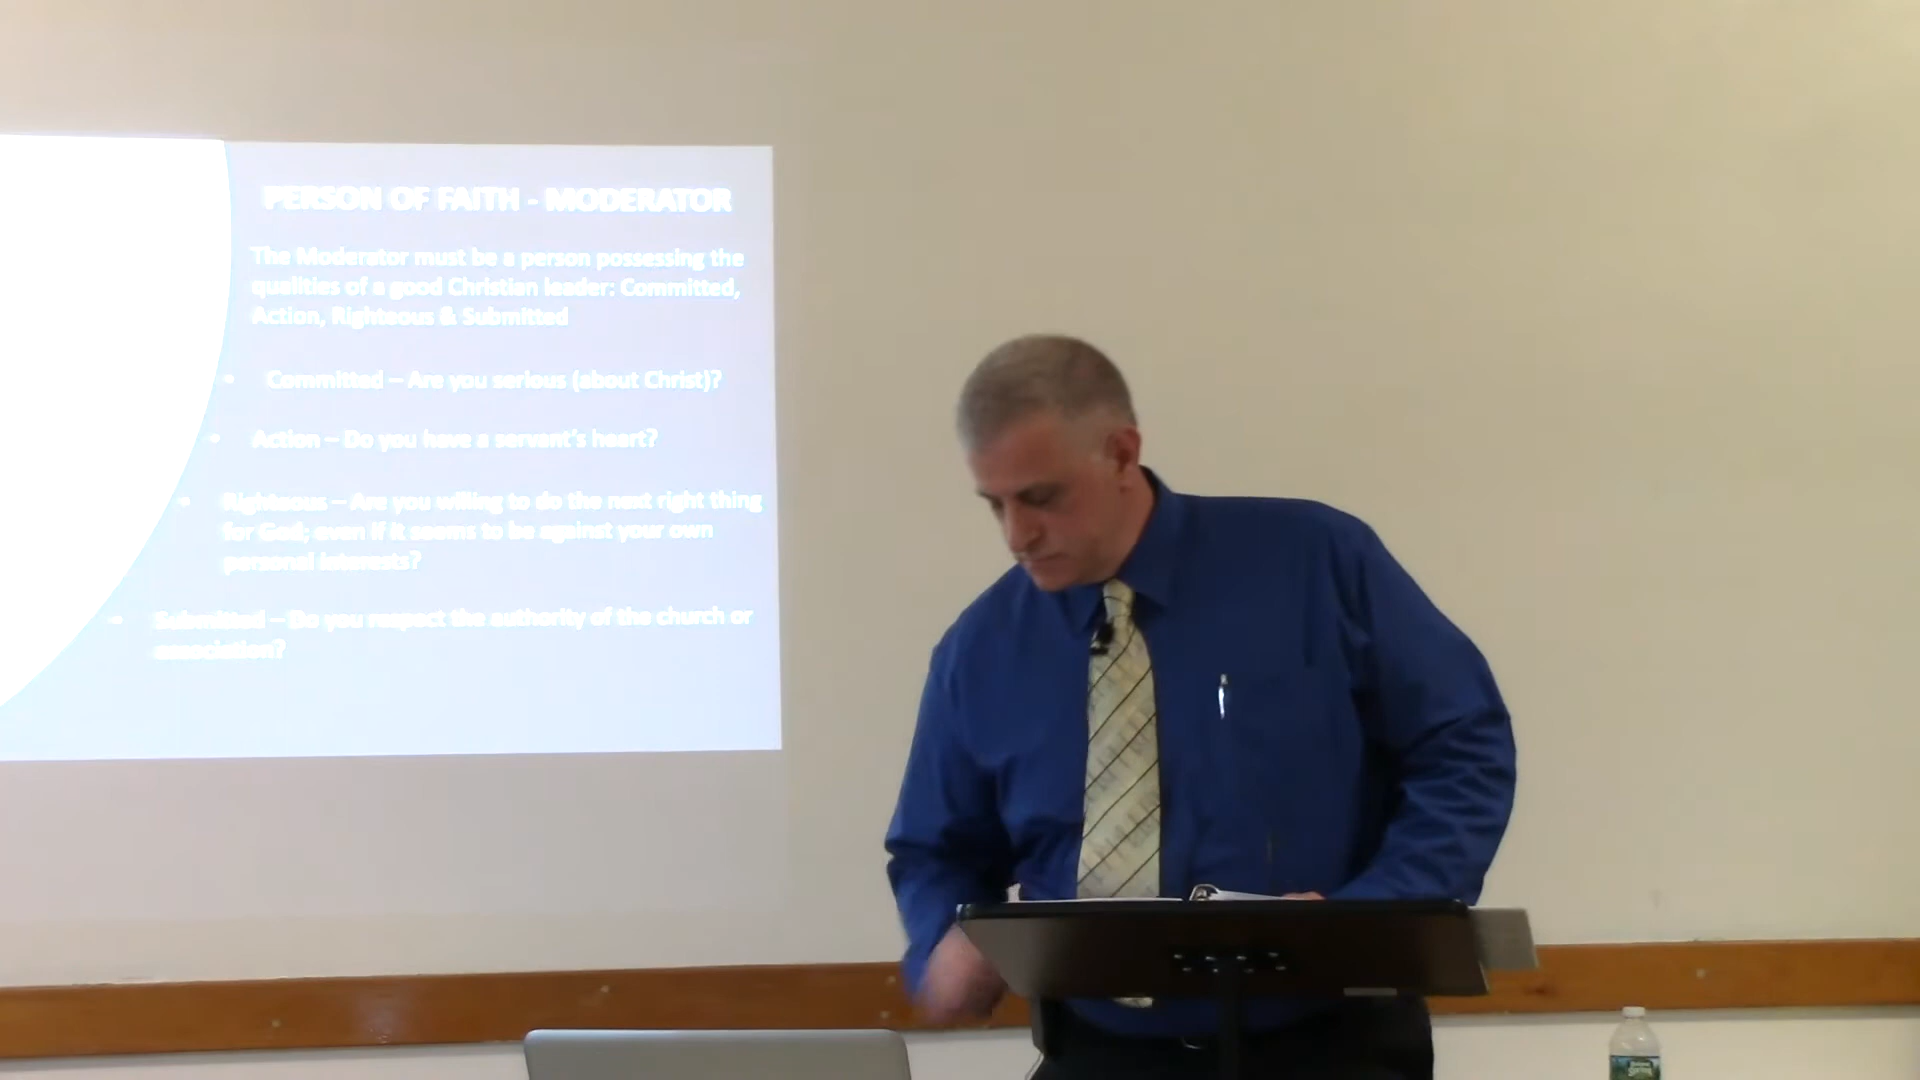 PERSON OF FAITH - MODERATOR
The Moderator must be a person possessing the
qualities of a good Christian leader: Committed,
Action, Righteous & Submitted
• Committed – Are you serious (about Christ)?
• Action – Do you have a servant's heart?
• Righteous – Are you willing to do the next right thing
for God; even if it seems to be against your own
personal interests?
• Submitted – Do you respect the authority of the church or
association?